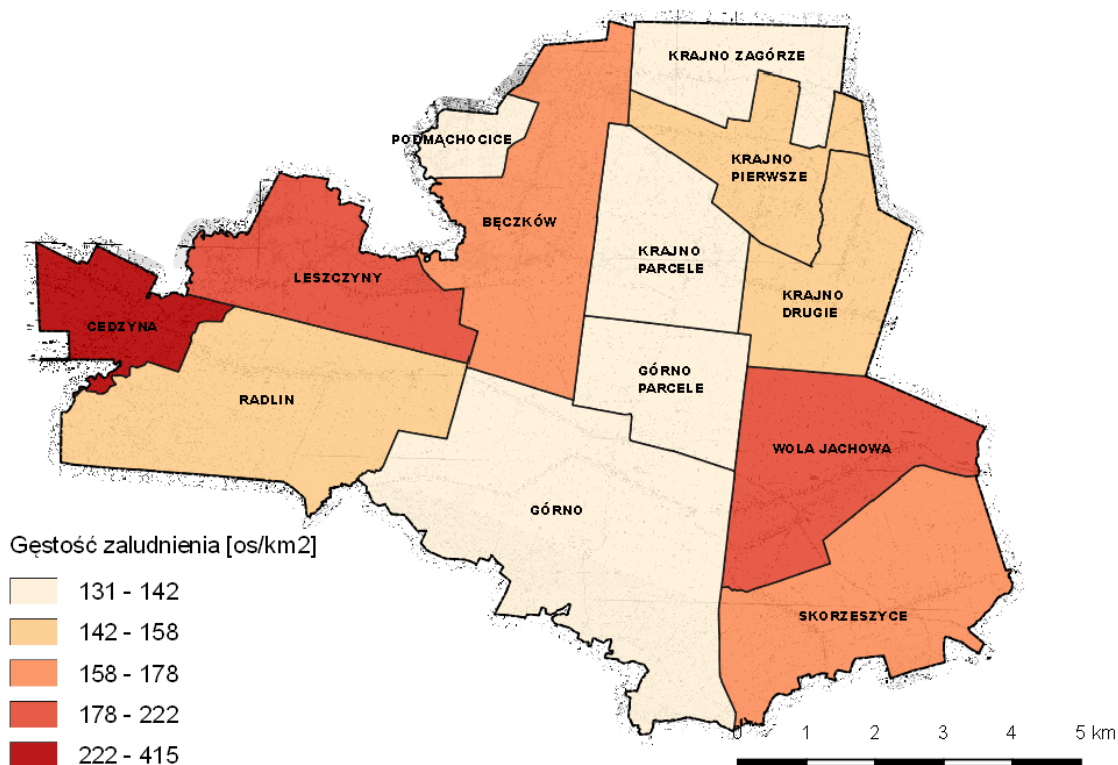 KRAJNO ZAGÓRZE
PODMĄCHOCICE
KRAJNO
PIERWSZE
BĘCZKÓW
KRAJNO
PARCELE
LESZCZYNY
KRAJNO
DRUGIE
CEDZYNA
GÓRNO
PARCELE
RADLIN
WOLA JACHOWA
GÓRNO
SKORZESZYCE
Gęstość zaludnienia [os/km2]
131 - 142
142 - 158
158 - 178
178 - 222
222 - 415
0 1 2 3 4 5 km